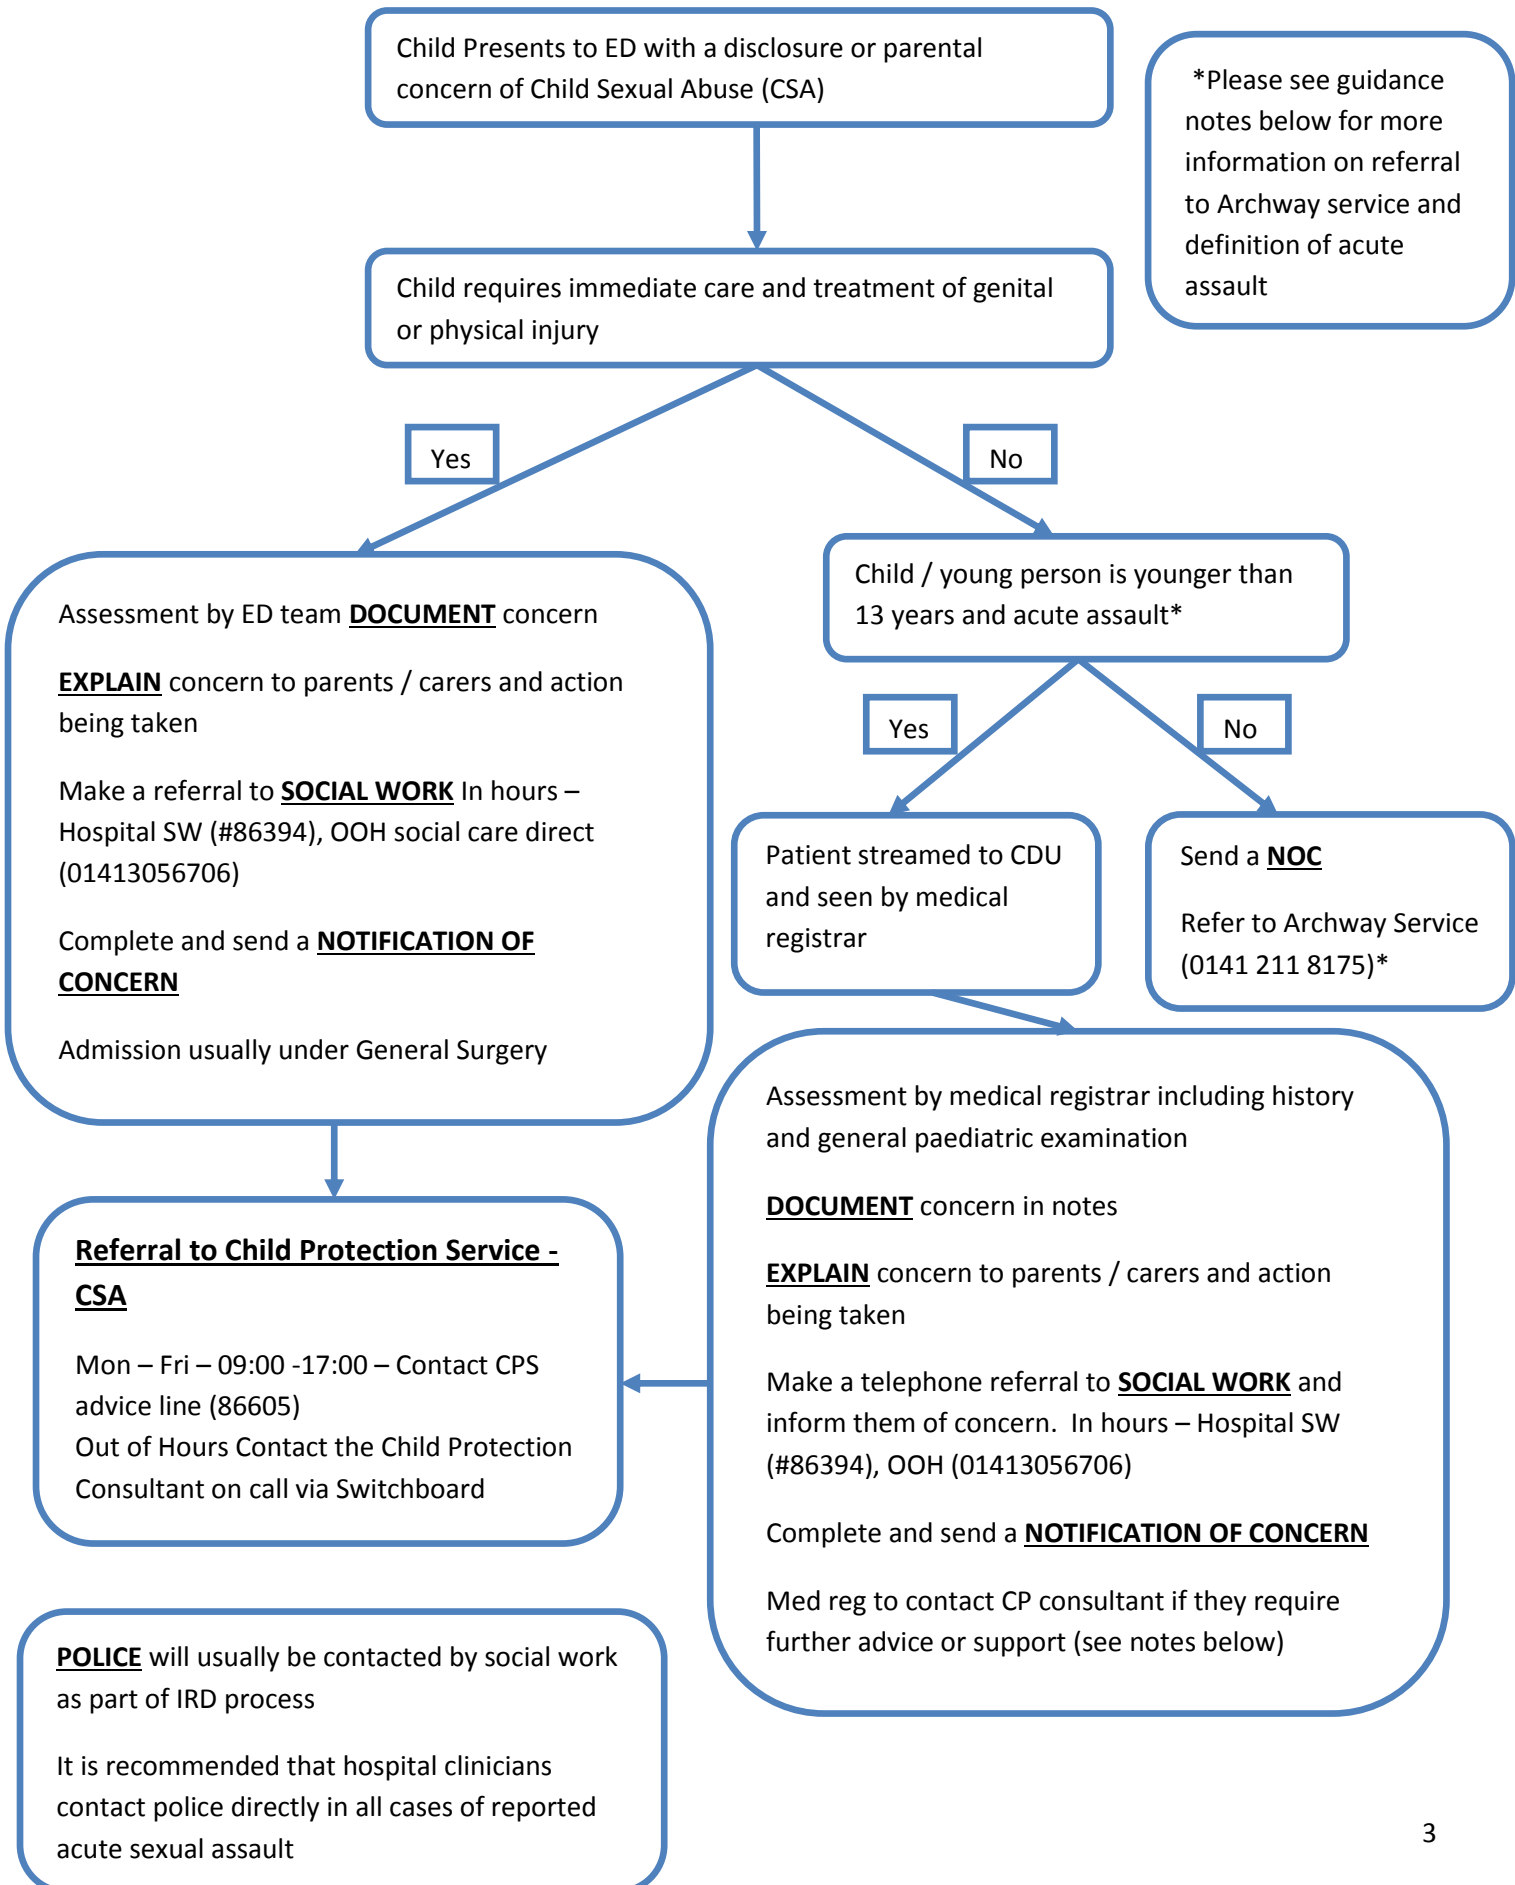 Child Presents to ED with a disclosure or parental
concern of Child Sexual Abuse (CSA)
*Please see guidance
notes below for more
information on referral
to Archway service and
definition of acute
assault
Child requires immediate care and treatment of genital
or physical injury
Yes
No
Assessment by ED team DOCUMENT concern
EXPLAIN concern to parents / carers and action
being taken
Make a referral to SOCIAL WORK In hours –
Hospital SW (#86394), OOH social care direct
(01413056706)
Complete and send a NOTIFICATION OF
CONCERN
Admission usually under General Surgery
Child / young person is younger than
13 years and acute assault*
Yes
No
Patient streamed to CDU
and seen by medical
registrar
Send a NOC
Refer to Archway Service
(0141 211 8175)*
Assessment by medical registrar including history
and general paediatric examination
DOCUMENT concern in notes
EXPLAIN concern to parents / carers and action
being taken
Make a telephone referral to SOCIAL WORK and
inform them of concern.  In hours – Hospital SW
(#86394), OOH (01413056706)
Complete and send a NOTIFICATION OF CONCERN
Med reg to contact CP consultant if they require
further advice or support (see notes below)
Referral to Child Protection Service -
CSA
Mon – Fri – 09:00 -17:00 – Contact CPS
advice line (86605)
Out of Hours Contact the Child Protection
Consultant on call via Switchboard
POLICE will usually be contacted by social work
as part of IRD process
It is recommended that hospital clinicians
contact police directly in all cases of reported
acute sexual assault
3